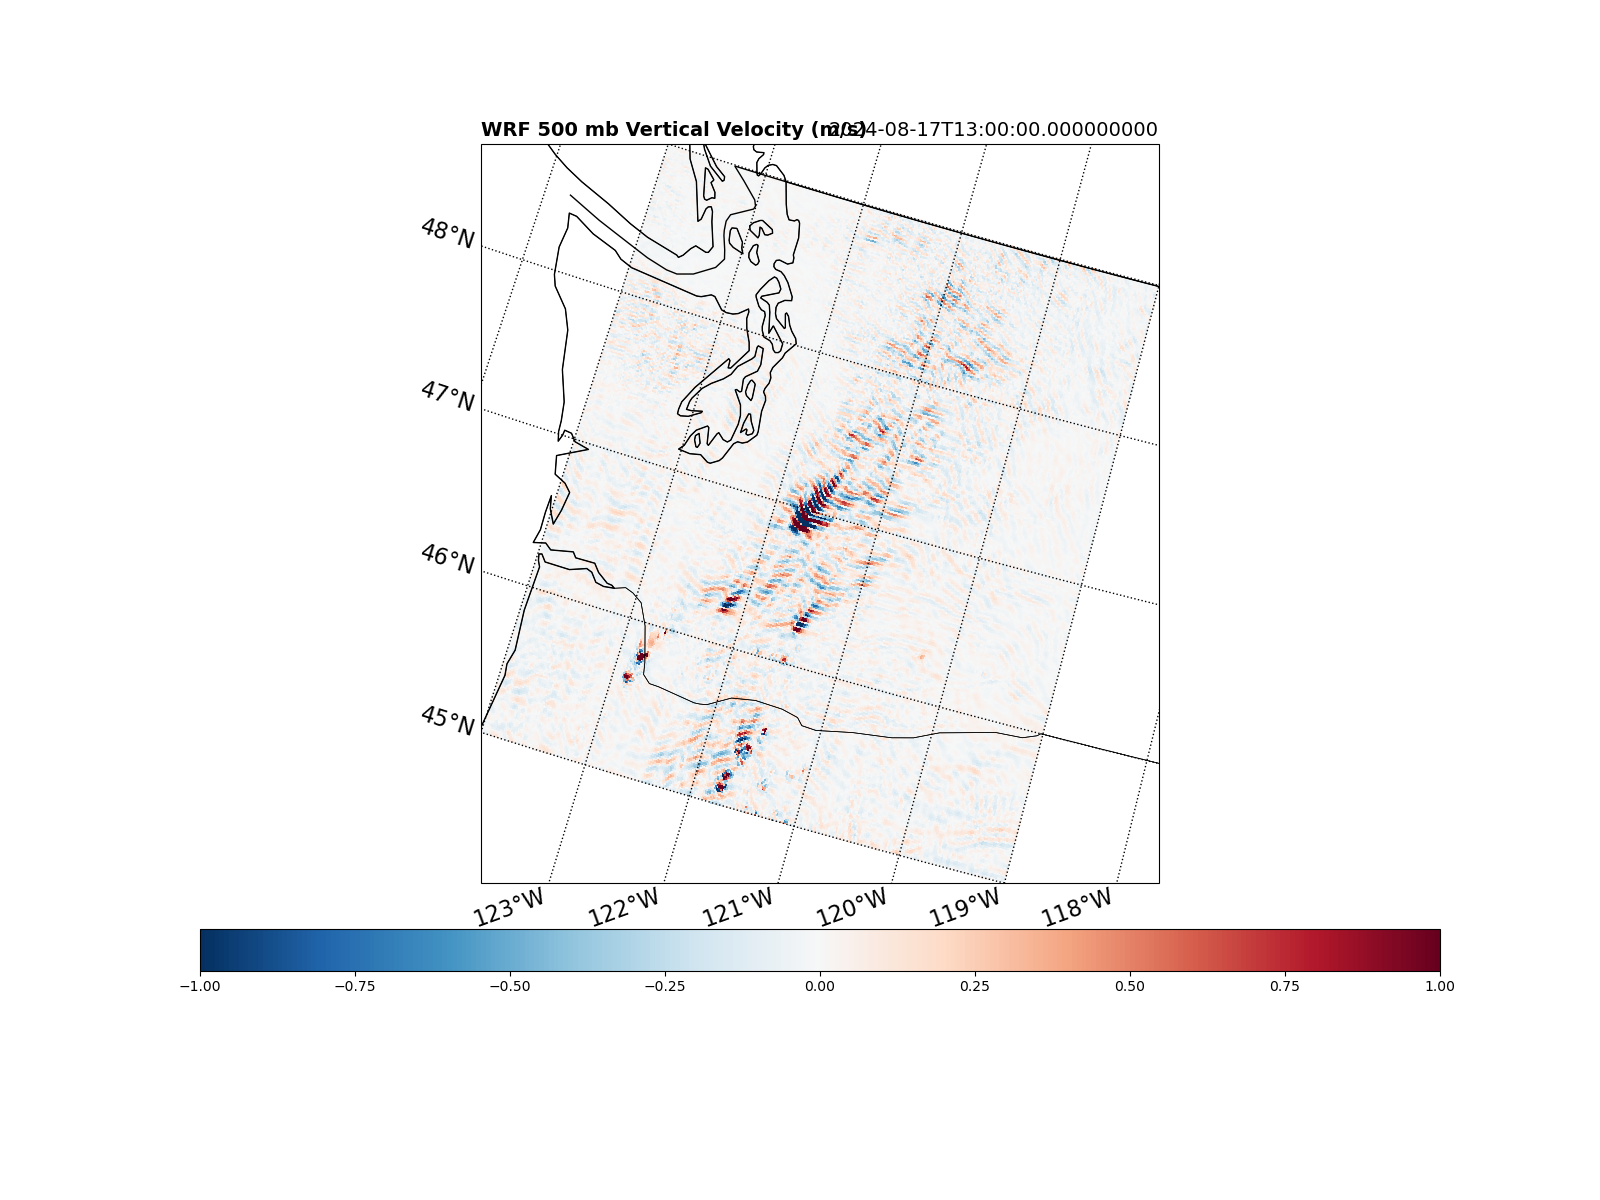 WRF 500 mb Vertical Velocity (m/s) 2024-08-17T13:00:00.000000000
48°N
47°N
46°N
45°N
123°W 122°W 121°W 120°W 119°W 118°W
−1.00 −0.75 −0.50 −0.25 0.00 0.25 0.50 0.75 1.00